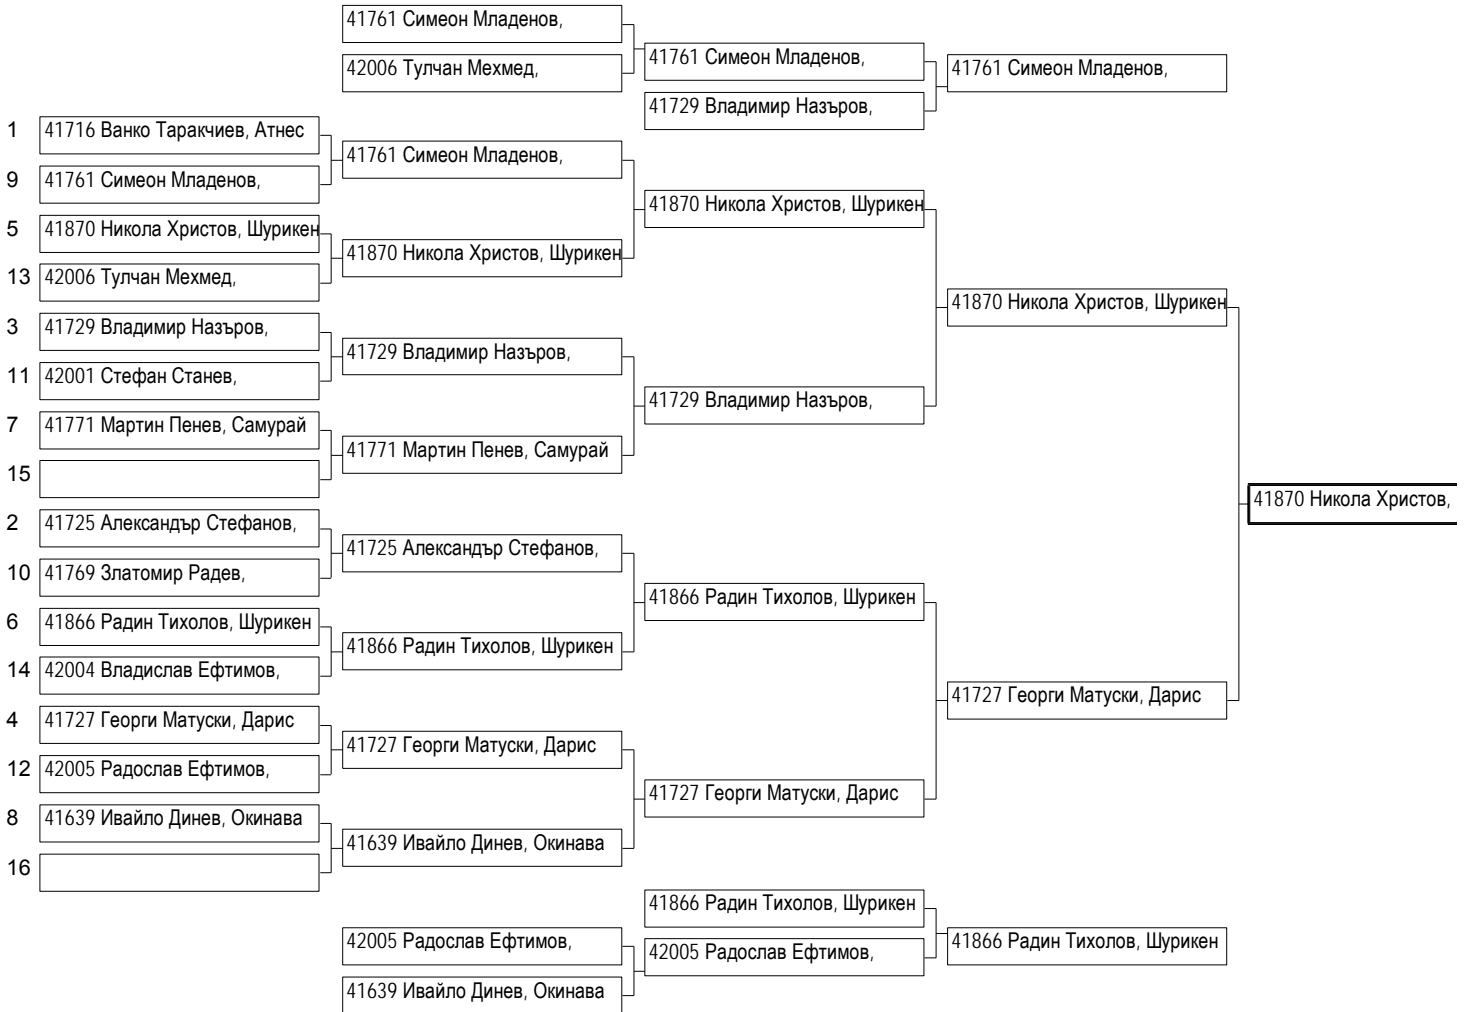 41761 Симеон Младенов,
42006 Тулчан Мехмед,
41761 Симеон Младенов,
41729 Владимир Назъров,
41761 Симеон Младенов,
1 41716 Ванко Таракчиев, Атнес
9 41761 Симеон Младенов,
5 41870 Никола Христов, Шурикен
13 42006 Тулчан Мехмед,
3 41729 Владимир Назъров,
11 42001 Стефан Станев,
7 41771 Мартин Пенев, Самурай
15
2 41725 Александър Стефанов,
10 41769 Златомир Радев,
6 41866 Радин Тихолов, Шурикен
14 42004 Владислав Ефтимов,
4 41727 Георги Матуски, Дарис
12 42005 Радослав Ефтимов,
8 41639 Ивайло Динев, Окинава
16
41761 Симеон Младенов,
41870 Никола Христов, Шурикен
41729 Владимир Назъров,
41771 Мартин Пенев, Самурай
41725 Александър Стефанов,
41866 Радин Тихолов, Шурикен
41727 Георги Матуски, Дарис
41639 Ивайло Динев, Окинава
41870 Никола Христов, Шурикен
41729 Владимир Назъров,
41866 Радин Тихолов, Шурикен
41727 Георги Матуски, Дарис
41870 Никола Христов, Шурикен
41727 Георги Матуски, Дарис
41870 Никола Христов,
42005 Радослав Ефтимов,
41639 Ивайло Динев, Окинава
41866 Радин Тихолов, Шурикен
42005 Радослав Ефтимов,
41866 Радин Тихолов, Шурикен